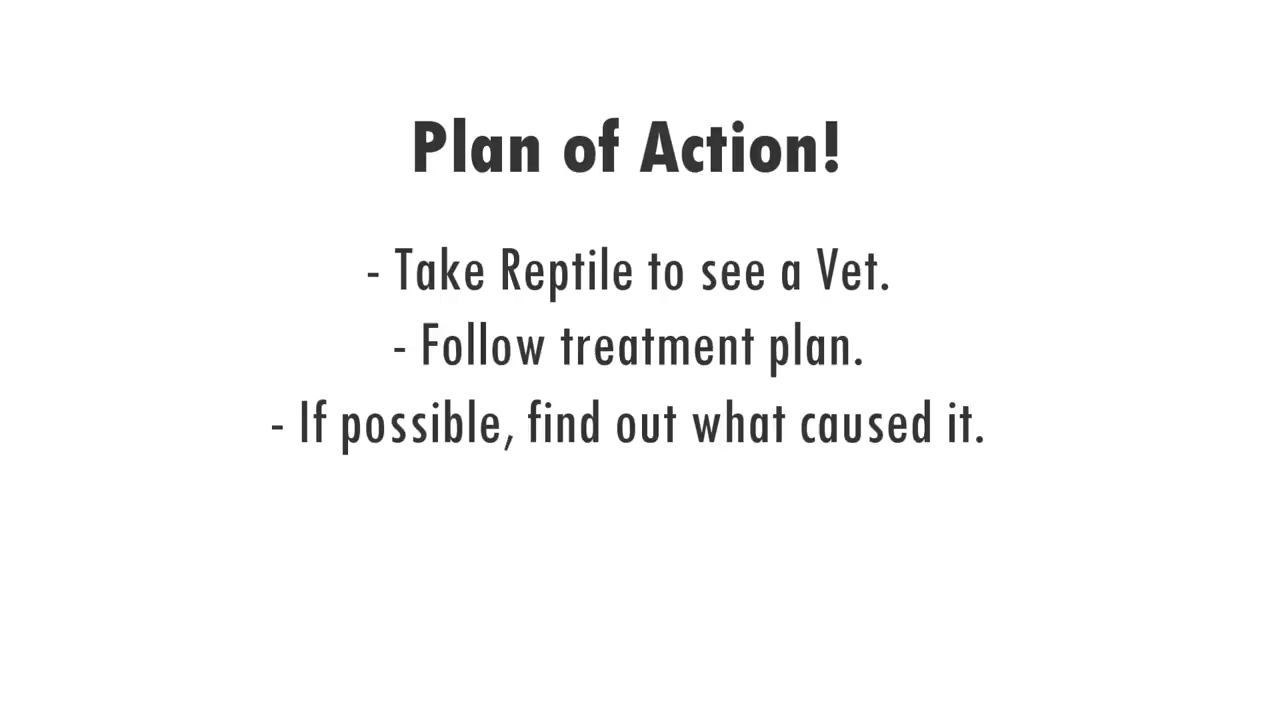 Plan of Action!
- Take Reptile to see a Vet.
- Follow treatment plan.
- If possible, find out what caused it.